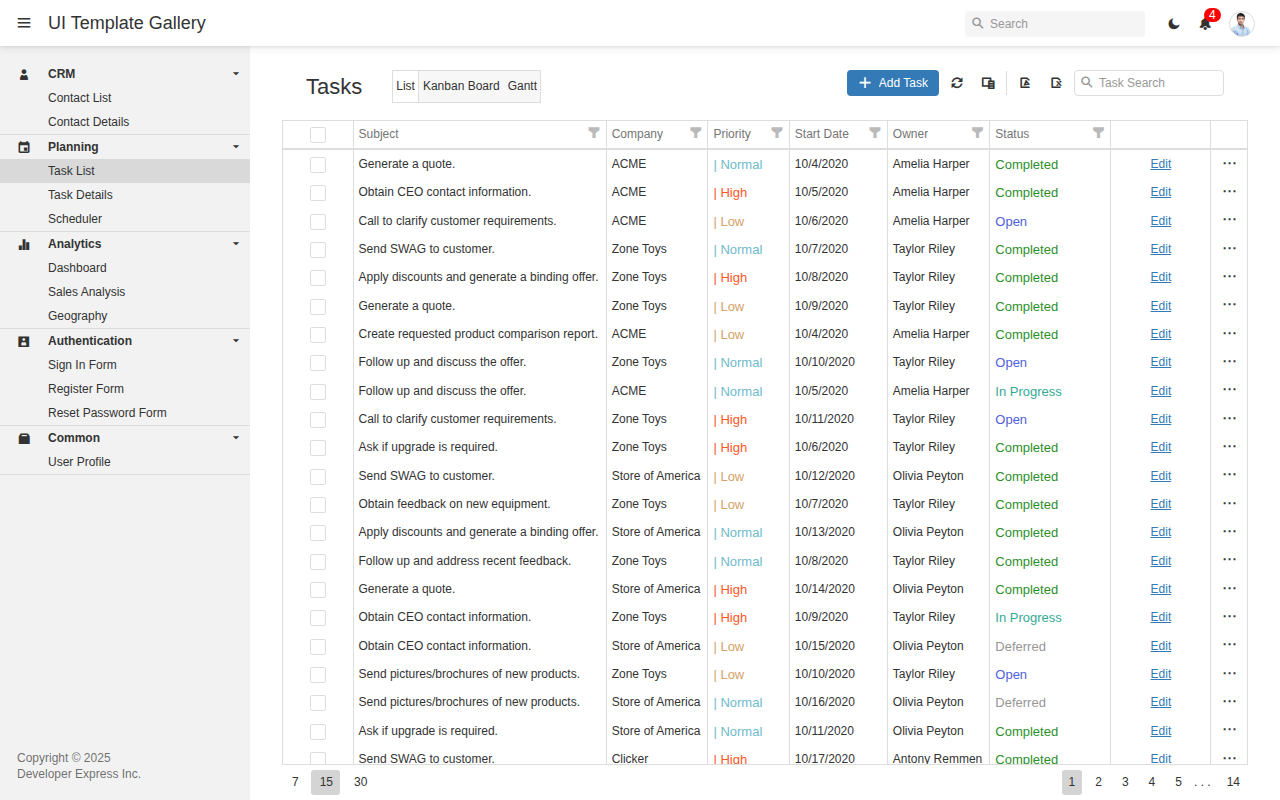 UI Template Gallery
Search
4
CRM
Contact List
Contact Details
Planning
Task List
Task Details
Scheduler
Analytics
Dashboard
Sales Analysis
Geography
Authentication
Sign In Form
Register Form
Reset Password Form
Common
User Profile
Copyright © 2025
Developer Express Inc.
Tasks
List Kanban Board Gantt
Add Task
Task Search
Subject Company Priority Start Date Owner Status
Generate a quote. ACME | Normal 10/4/2020 Amelia Harper Completed Edit ...
Obtain CEO contact information. ACME | High 10/5/2020 Amelia Harper Completed Edit ...
Call to clarify customer requirements. ACME | Low 10/6/2020 Amelia Harper Open Edit ...
Send SWAG to customer. Zone Toys | Normal 10/7/2020 Taylor Riley Completed Edit ...
Apply discounts and generate a binding offer. Zone Toys | High 10/8/2020 Taylor Riley Completed Edit ...
Generate a quote. Zone Toys | Low 10/9/2020 Taylor Riley Completed Edit ...
Create requested product comparison report. ACME | Low 10/4/2020 Amelia Harper Completed Edit ...
Follow up and discuss the offer. Zone Toys | Normal 10/10/2020 Taylor Riley Open Edit ...
Follow up and discuss the offer. ACME | Normal 10/5/2020 Amelia Harper In Progress Edit ...
Call to clarify customer requirements. Zone Toys | High 10/11/2020 Taylor Riley Open Edit ...
Ask if upgrade is required. Zone Toys | High 10/6/2020 Taylor Riley Completed Edit ...
Send SWAG to customer. Store of America | Low 10/12/2020 Olivia Peyton Completed Edit ...
Obtain feedback on new equipment. Zone Toys | Low 10/7/2020 Taylor Riley Completed Edit ...
Apply discounts and generate a binding offer. Store of America | Normal 10/13/2020 Olivia Peyton Completed Edit ...
Follow up and address recent feedback. Zone Toys | Normal 10/8/2020 Taylor Riley Completed Edit ...
Generate a quote. Store of America | High 10/14/2020 Olivia Peyton Completed Edit ...
Obtain CEO contact information. Zone Toys | High 10/9/2020 Taylor Riley In Progress Edit ...
Obtain CEO contact information. Store of America | Low 10/15/2020 Olivia Peyton Deferred Edit ...
Send pictures/brochures of new products. Zone Toys | Low 10/10/2020 Taylor Riley Open Edit ...
Send pictures/brochures of new products. Store of America | Normal 10/16/2020 Olivia Peyton Deferred Edit ...
Ask if upgrade is required. Store of America | Normal 10/11/2020 Olivia Peyton Completed Edit ...
Send SWAG to customer. Clicker | High 10/17/2020 Antony Remmen Completed Edit ...
7 15 30 1 2 3 4 5 . . . 14